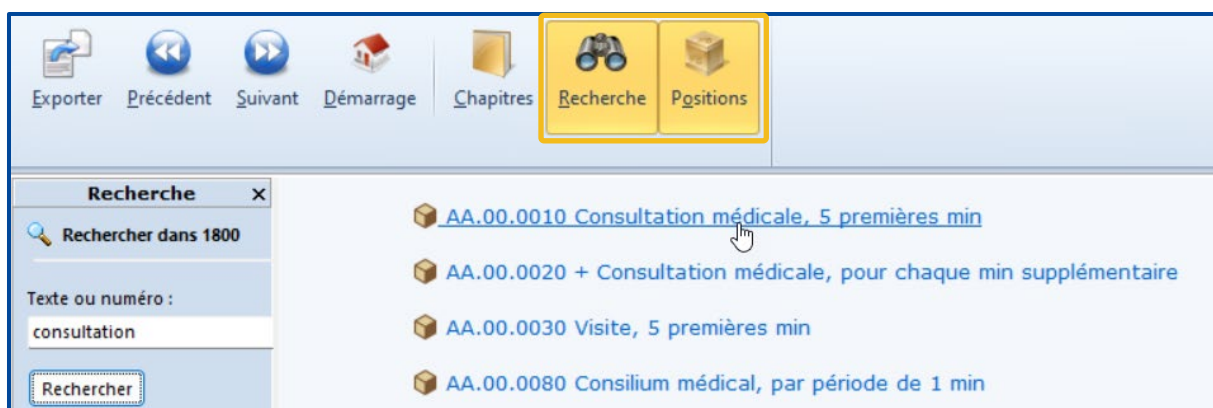 Exporter Précédent Suivant Démarrage Chapitres Recherche Positions
Recherche x
Rechercher dans 1800
Texte ou numéro :
consultation
Rechercher
AA.00.0010 Consultation médicale, 5 premières min
AA.00.0020 + Consultation médicale, pour chaque min supplémentaire
AA.00.0030 Visite, 5 premières min
AA.00.0080 Consilium médical, par période de 1 min